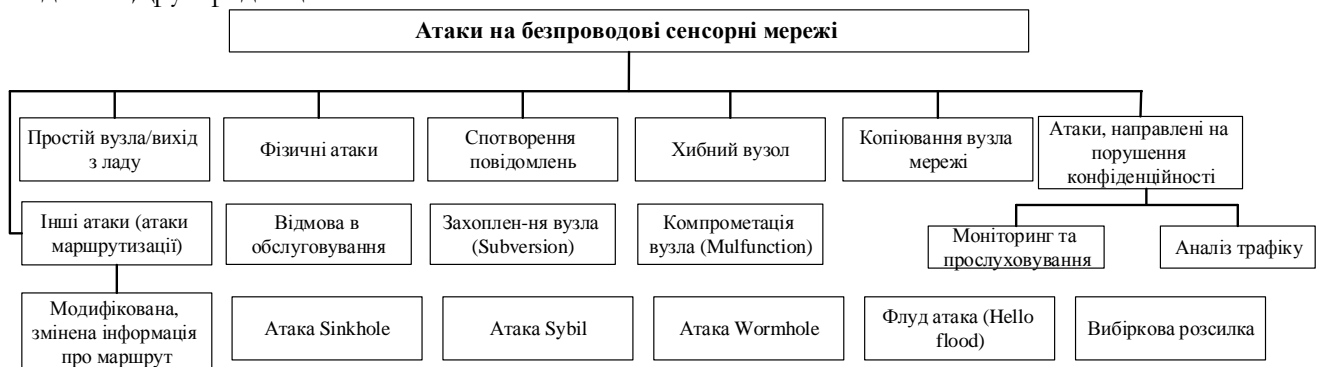 Атаки на безпроводові сенсорні мережі
Простій вузла/вихід
з ладу
Фізичні атаки
Спотворення
повідомлень
Хибний вузол
Копіювання вузла
мережі
Атаки, направлені на
порушення
конфіденційності
Інші атаки (атаки
маршрутизації)
Відмова в
обслуговування
Захоплен-ня вузла
(Subversion)
Компрометація
вузла (Mulfunction)
Моніторинг та
прослуховування
Аналіз трафіку
Модифікована,
змінена інформація
про маршрут
Атака Sinkhole
Атака Sybil
Атака Wormhole
Флуд атака (Hello
flood)
Вибіркова розсилка